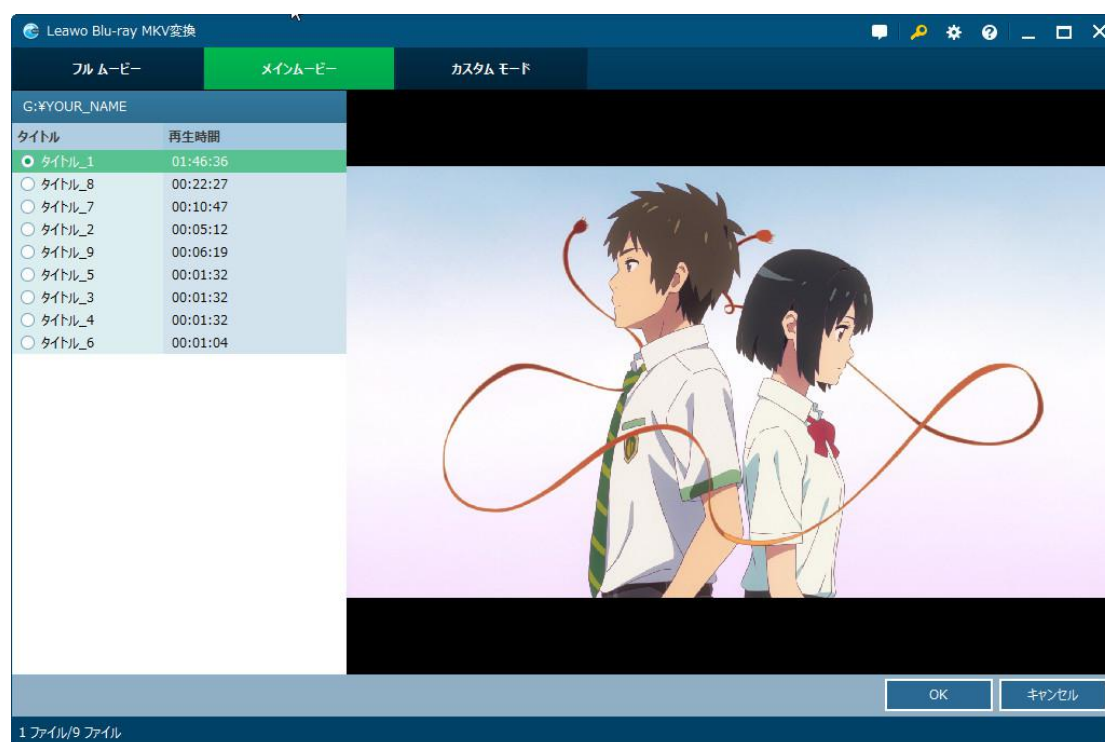 Leawo Blu-ray MKV変換
フル ムービー メインムービー カスタム モード
G:¥YOUR_NAME
タイトル 再生時間
タイトル_1 01:46:36
タイトル_8 00:22:27
タイトル_7 00:10:47
タイトル_2 00:05:12
タイトル_9 00:06:19
タイトル_5 00:01:32
タイトル_3 00:01:32
タイトル_4 00:01:32
タイトル_6 00:01:04
OK キャンセル
1 ファイル/9 ファイル